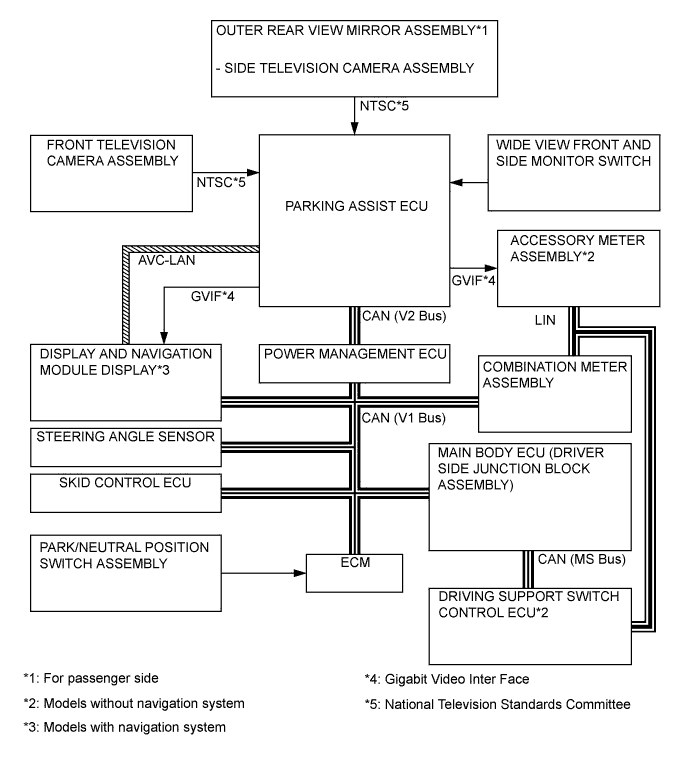 OUTER REAR VIEW MIRROR ASSEMBLY*1
- SIDE TELEVISION CAMERA ASSEMBLY
NTSC*5
FRONT TELEVISION
CAMERA ASSEMBLY
NTSC*5
PARKING ASSIST ECU
WIDE VIEW FRONT AND
SIDE MONITOR SWITCH
ACCESSORY METER
ASSEMBLY*2
AVC-LAN
GVIF*4
GVIF*4
CAN (V2 Bus)
LIN
DISPLAY AND NAVIGATION
MODULE DISPLAY*3
POWER MANAGEMENT ECU
COMBINATION METER
ASSEMBLY
CAN (V1 Bus)
STEERING ANGLE SENSOR
SKID CONTROL ECU
MAIN BODY ECU (DRIVER
SIDE JUNCTION BLOCK
ASSEMBLY)
PARK/NEUTRAL POSITION
SWITCH ASSEMBLY
ECM
CAN (MS Bus)
DRIVING SUPPORT SWITCH
CONTROL ECU*2
*1: For passenger side
*2: Models without navigation system
*3: Models with navigation system
*4: Gigabit Video Inter Face
*5: National Television Standards Committee